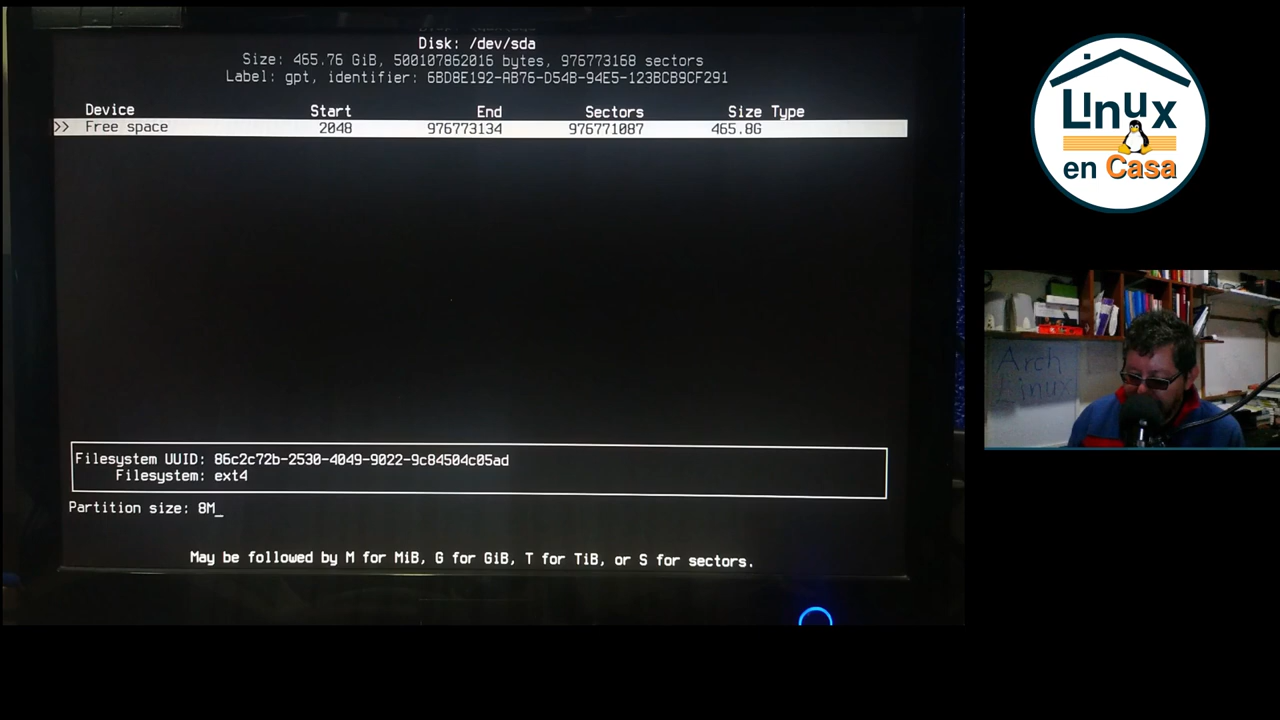 Disk: /dev/sda
Size: 465.76 GiB, 500107862016 bytes, 976773168 sectors
Label: gpt, identifier: 6BD8E192-AB76-D54B-94E5-123BCB9CF291
Device Start End Sectors Size Type
>> Free space 2048 976773134 976771087 465.8G
Filesystem UUID: 86c2c72b-2530-4049-9022-9c84504c05ad
Filesystem: ext4
Partition size: 8M_
May be followed by M for MiB, G for GiB, T for TiB, or S for sectors.
Linux
en Casa
Arch
Linux